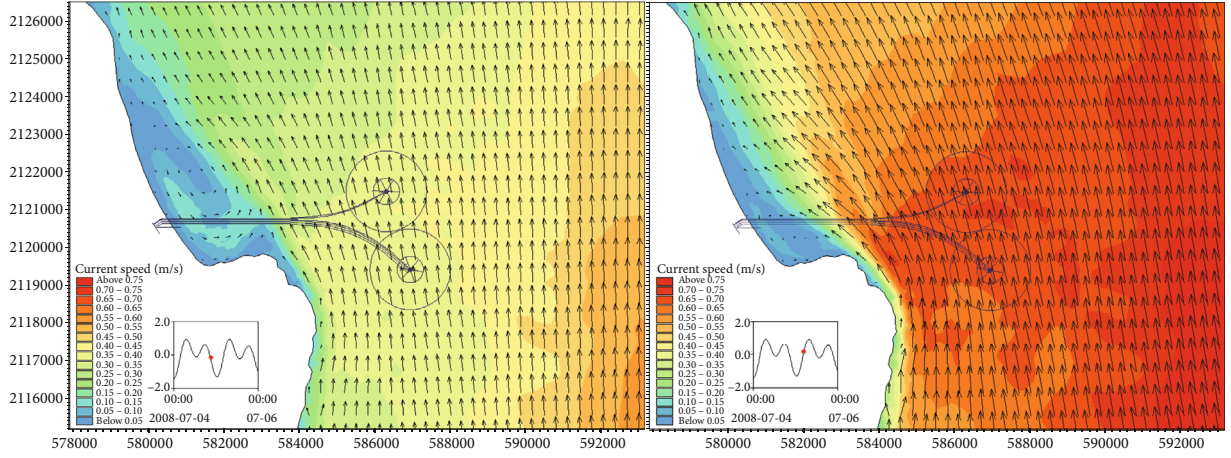 2126000
2125000
2124000
2123000
2122000
2121000
2120000
2119000
2118000
2117000
2116000
Current speed (m/s)
Above 0.75
0.70 – 0.75
0.65 – 0.70
0.60 – 0.65
0.55 – 0.60
0.50 – 0.55
0.45 – 0.50
0.40 – 0.45
0.35 – 0.40
0.30 – 0.35
0.25 – 0.30
0.20 – 0.25
0.15 – 0.20
0.10 – 0.15
0.05 – 0.10
Below 0.05
2.0
0.0
−2.0
00:00 00:00
2008-07-04 07-06
578000 580000 582000 584000 586000 588000 590000 592000
Current speed (m/s)
Above 0.75
0.70 – 0.75
0.65 – 0.70
0.60 – 0.65
0.55 – 0.60
0.50 – 0.55
0.45 – 0.50
0.40 – 0.45
0.35 – 0.40
0.30 – 0.35
0.25 – 0.30
0.20 – 0.25
0.15 – 0.20
0.10 – 0.15
0.05 – 0.10
Below 0.05
2.0
0.0
−2.0
00:00 00:00
2008-07-04 07-06
580000 582000 584000 586000 588000 590000 592000